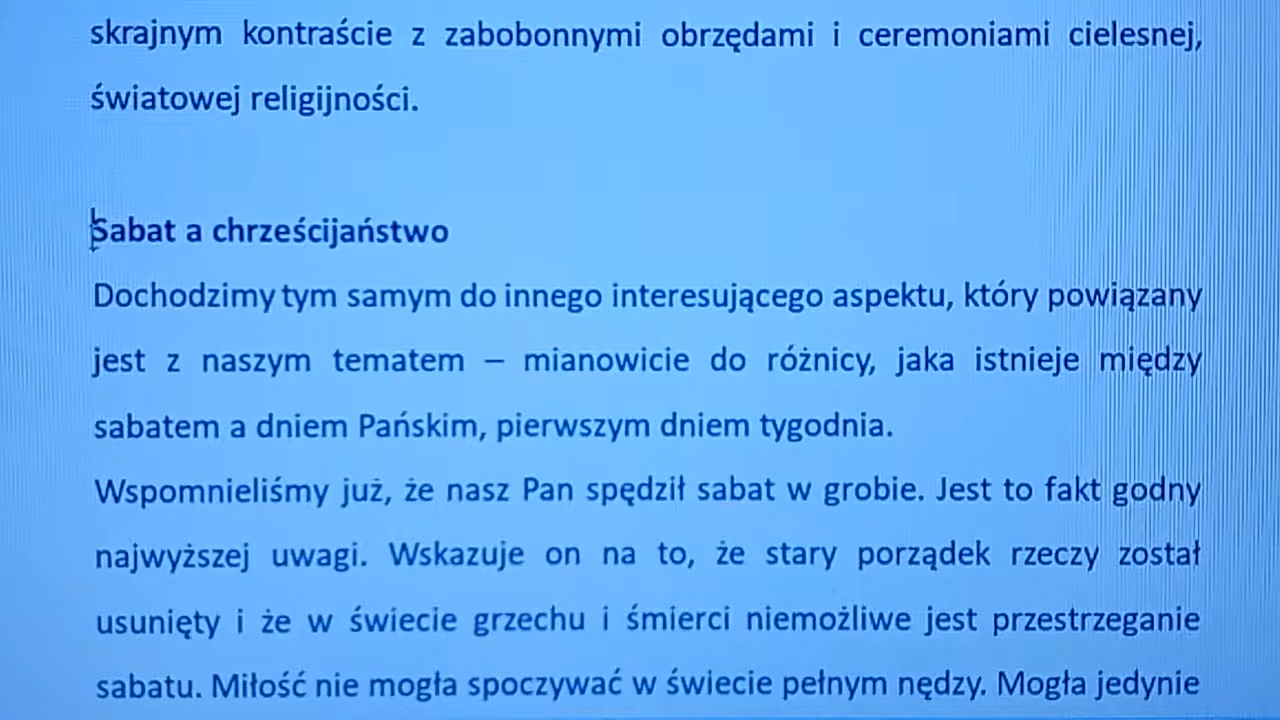 skrajnym kontraście z zabobonnymi obrzędami i ceremoniami cielesnej,
światowej religijności.
Sabat a chrześcijaństwo
Dochodzimy tym samym do innego interesującego aspektu, który powiązany
jest z naszym tematem – mianowicie do różnicy, jaka istnieje między
sabatem a dniem Pańskim, pierwszym dniem tygodnia.
Wspomnieliśmy już, że nasz Pan spędził sabat w grobie. Jest to fakt godny
najwyższej uwagi. Wskazuje on na to, że stary porządek rzeczy został
usunięty i że w świecie grzechu i śmierci niemożliwe jest przestrzeganie
sabatu. Miłość nie mogła spoczywać w świecie pełnym nędzy. Mogła jedynie